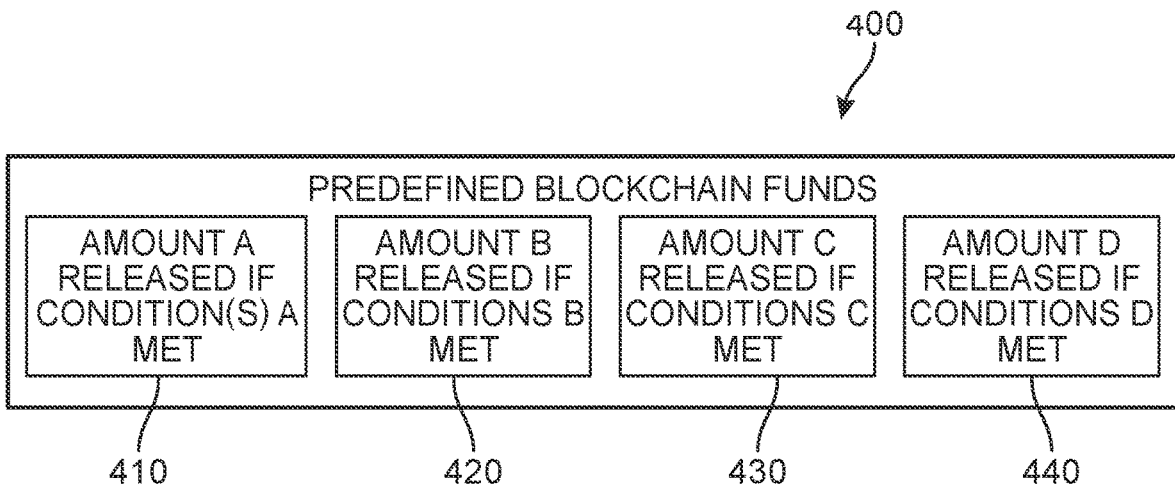 400
PREDEFINED BLOCKCHAIN FUNDS
AMOUNT A
RELEASED IF
CONDITION(S) A
MET
AMOUNT B
RELEASED IF
CONDITIONS B
MET
AMOUNT C
RELEASED IF
CONDITIONS C
MET
AMOUNT D
RELEASED IF
CONDITIONS D
MET
410
420
430
440